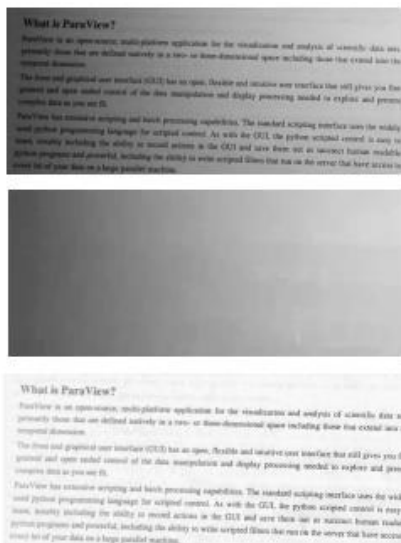 What is ParaView?
ParaView is an open-source, multi-platform application for the visualization and analysis of scientific data sets,
primarily those that are defined natively in a two- or three-dimensional space including those that extend into the
temporal dimension.
The front end graphical user interface (GUI) has an open, flexible and intuitive user interface that still gives you fine
grained and open ended control of the data manipulation and display processing needed to explore and present
complex data as you see fit.
ParaView has extensive scripting and batch processing capabilities. The standard scripting interface uses the widely
used python programming language for scripted control. As with the GUI, the python scripted control is easy to
learn, including the ability to record actions in the GUI and save them out as succinct human readable
python programs and powerful, including the ability to write scripted filters that run on the server that have access to
every bit of your data on a large parallel machine.
What is ParaView?
ParaView is an open-source, multi-platform application for the visualization and analysis of scientific data
primarily those that are defined natively in a two- or three-dimensional space including those that extend into
temporal dimension.
The front end graphical user interface (GUI) has an open, flexible and intuitive user interface that still gives you
grained and open ended control of the data manipulation and display processing needed to explore and
complex data as you see fit.
ParaView has extensive scripting and batch processing capabilities. The standard scripting interface uses the
used python programming language for scripted control. As with the GUI, the python scripted control is easy
learn, including the ability to record actions in the GUI and save them out as succinct human
python programs and powerful, including the ability to write scripted filters that run on the server that have
every bit of your data on a large parallel machine.